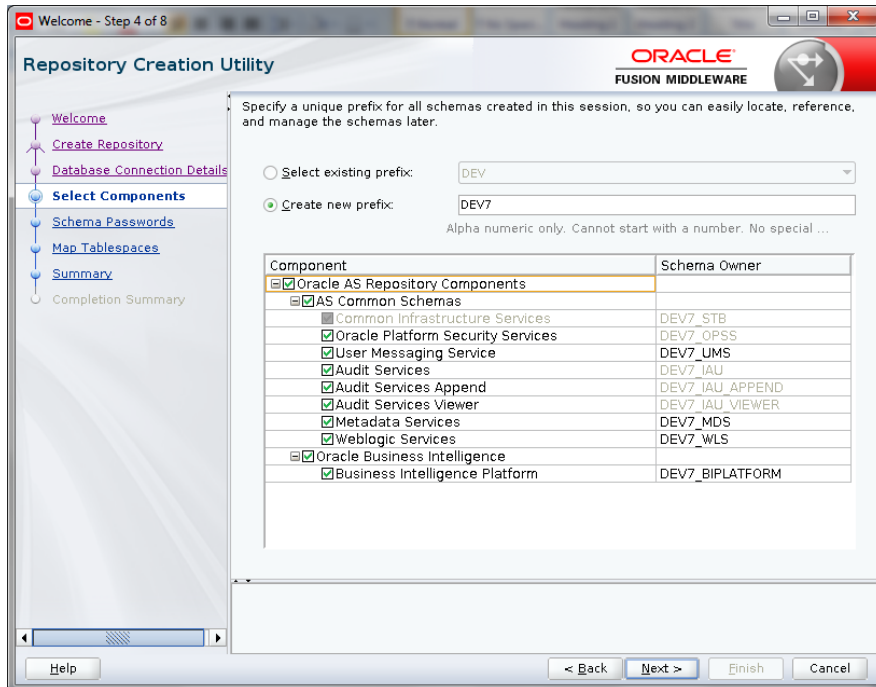 Welcome - Step 4 of 8
Repository Creation Utility
ORACLE
FUSION MIDDLEWARE
Welcome
Create Repository
Database Connection Details
Select Components
Schema Passwords
Map Tablespaces
Summary
Completion Summary
Specify a unique prefix for all schemas created in this session, so you can easily locate, reference,
and manage the schemas later.
Select existing prefix: DEV
Create new prefix: DEV7
Alpha numeric only. Cannot start with a number. No special ...
Component Schema Owner
Oracle AS Repository Components
AS Common Schemas
Common Infrastructure Services DEV7_STB
Oracle Platform Security Services DEV7_OPSS
User Messaging Service DEV7_UMS
Audit Services DEV7_IAU
Audit Services Append DEV7_IAU_APPEND
Audit Services Viewer DEV7_IAU_VIEWER
Metadata Services DEV7_MDS
Weblogic Services DEV7_WLS
Oracle Business Intelligence
Business Intelligence Platform DEV7_BIPLATFORM
Help
< Back Next > Finish Cancel